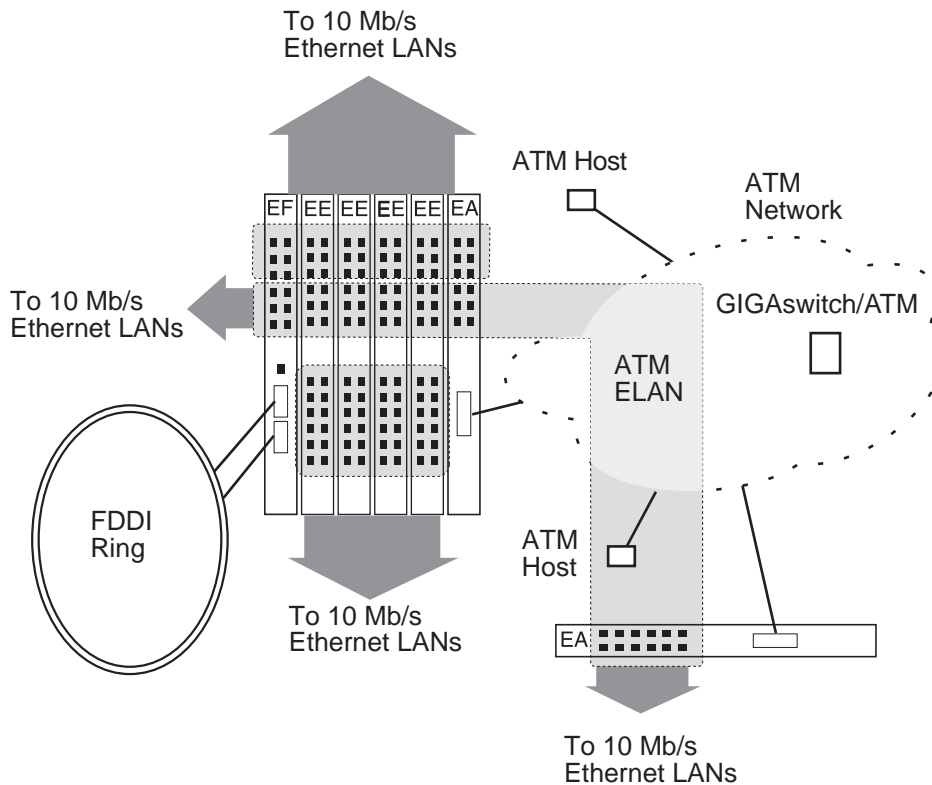 To 10 Mb/s
Ethernet LANs
ATM Host
ATM
Network
EF EE EE EE EE EA
To 10 Mb/s
Ethernet LANs
GIGAswitch/ATM
ATM
ELAN
FDDI
Ring
ATM
Host
To 10 Mb/s
Ethernet LANs
EA
To 10 Mb/s
Ethernet LANs